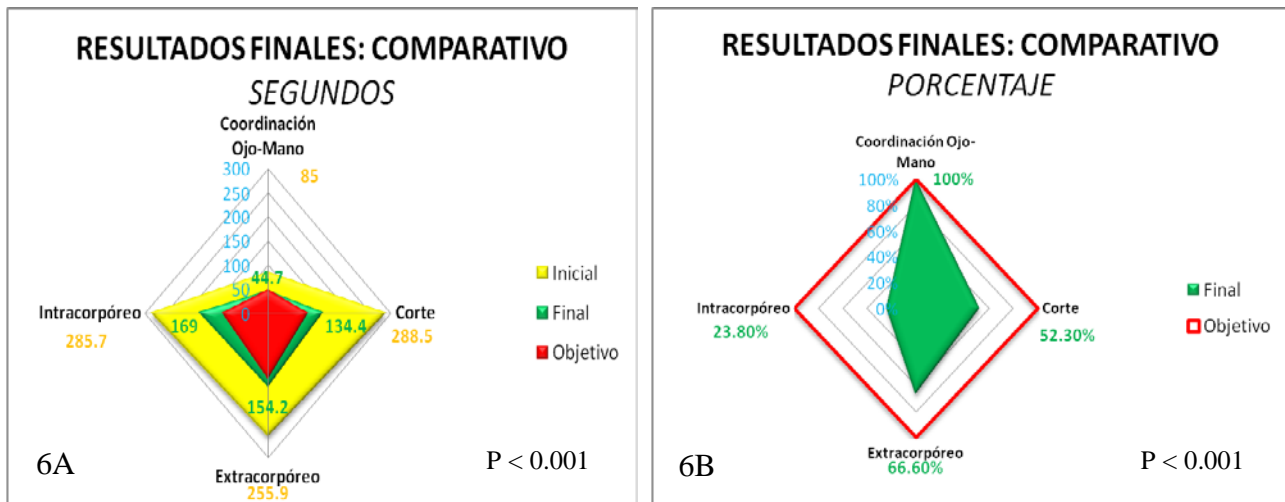 RESULTADOS FINALES: COMPARATIVO
SEGUNDOS
Coordinación
Ojo-Mano
300
85
250
200
150
100
50
0
44.7
Inicial
Final
Objetivo
Intracorpóreo
285.7
169
134.4
Corte
288.5
154.2
Extracorpóreo
255.9
6A
P < 0.001
RESULTADOS FINALES: COMPARATIVO
PORCENTAJE
Coordinación Ojo-
Mano
100%
100%
80%
60%
40%
20%
0%
Final
Objetivo
Intracorpóreo
23.80%
Corte
52.30%
Extracorpóreo
66.60%
6B
P < 0.001